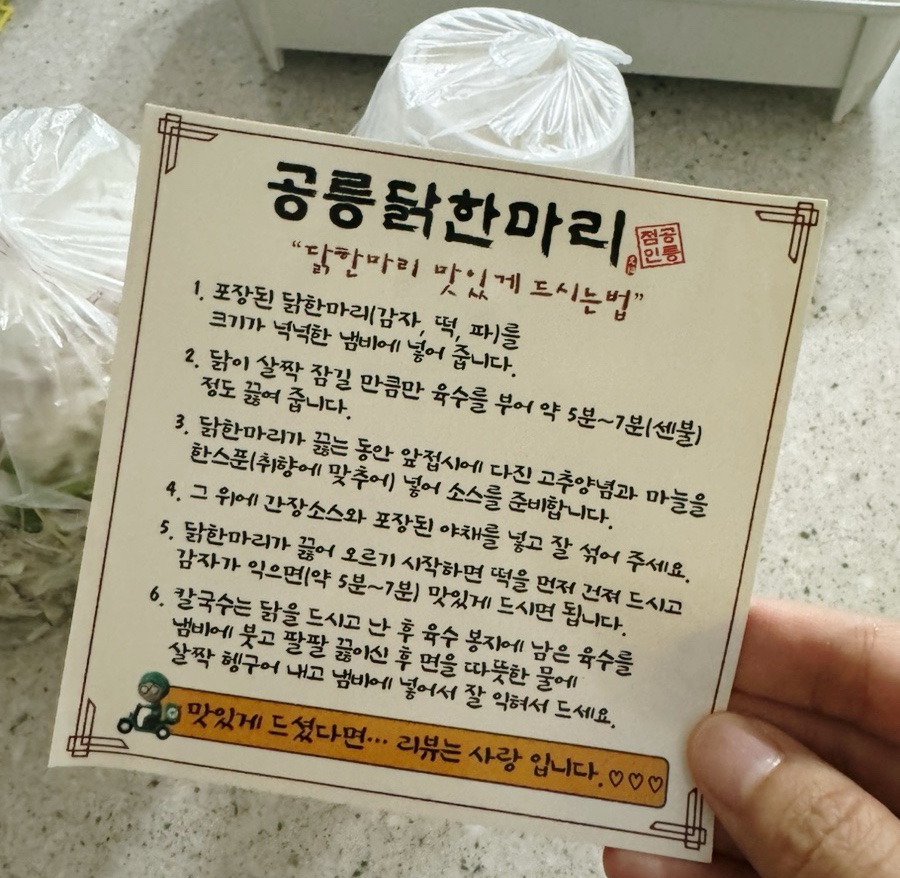 공릉닭한마리
공릉
점인
"닭한마리 맛있게 드시는법"
1. 포장된 닭한마리(감자, 떡, 파)를
크기가 넉넉한 냄비에 넣어 줍니다.
2. 닭이 살짝 잠길 만큼만 육수를 부어 약 5분~7분(센불)
정도 끓여 줍니다.
3. 닭한마리가 끓는 동안 앞접시에 다진 고추양념과 마늘을
한스푼(취향에 맞추어) 넣어 소스를 준비합니다.
4. 그 위에 간장소스와 포장된 야채를 넣고 잘 섞어 주세요.
5. 닭한마리가 끓어 오르기 시작하면 떡을 먼저 건져 드시고
감자가 익으면(약 5분~7분) 맛있게 드시면 됩니다.
6. 칼국수는 닭을 드시고 난 후 육수 봉지에 남은 육수를
냄비에 붓고 팔팔 끓이신 후 면을 따뜻한 물에
살짝 헹구어 내고 냄비에 넣어서 잘 익혀서 드세요.
맛있게 드셨다면... 리뷰는 사랑 입니다.♡♡♡